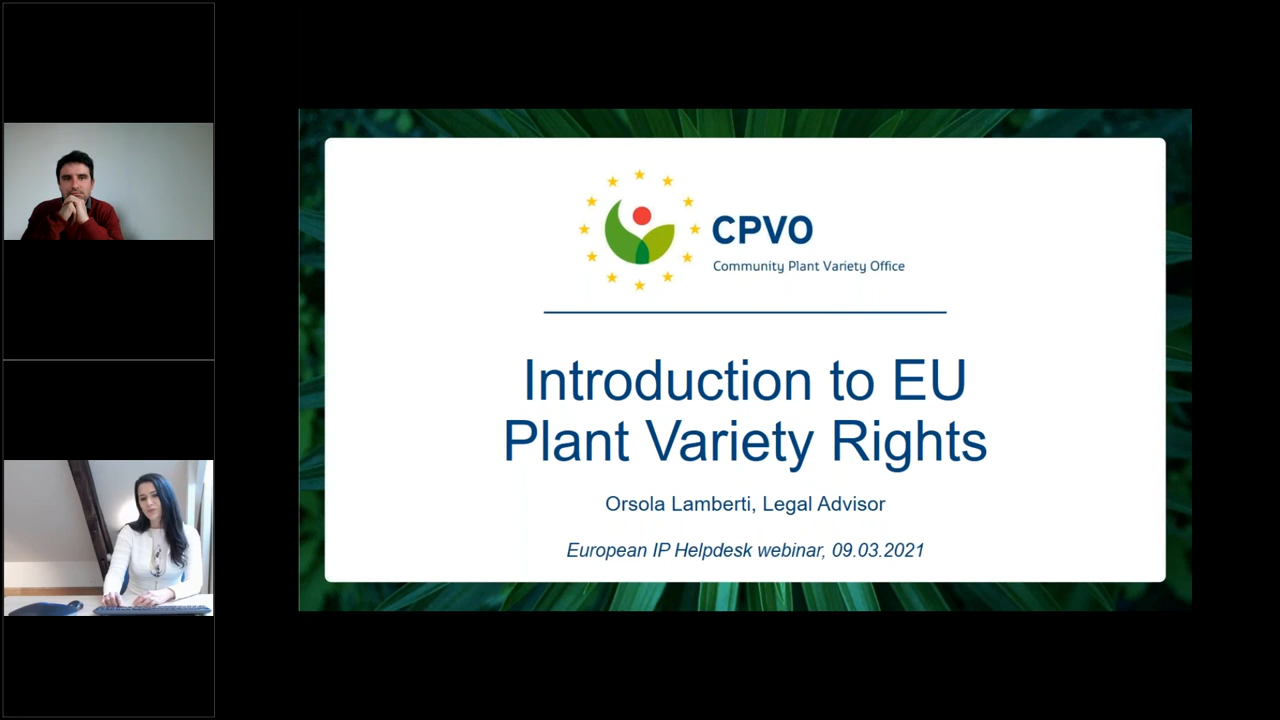 CPVO
Community Plant Variety Office
Introduction to EU
Plant Variety Rights
Orsola Lamberti, Legal Advisor
European IP Helpdesk webinar, 09.03.2021